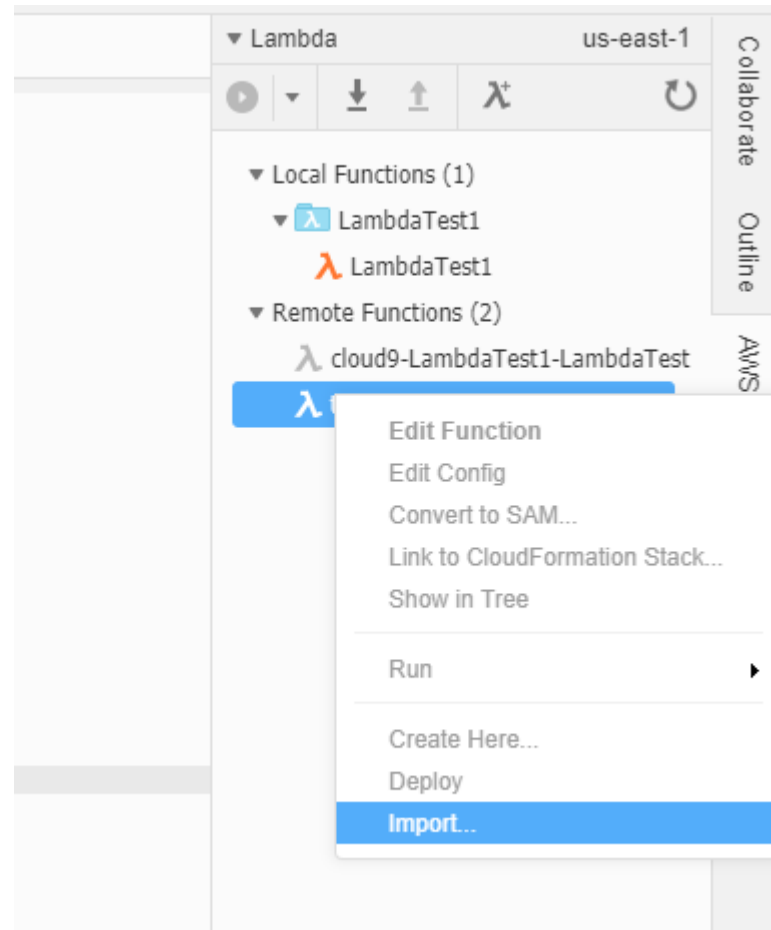 Lambda us-east-1
Local Functions (1)
LambdaTest1
LambdaTest1
Remote Functions (2)
cloud9-LambdaTest1-LambdaTest
Edit Function
Edit Config
Convert to SAM...
Link to CloudFormation Stack...
Show in Tree
Run
Create Here...
Deploy
Import...
Collaborate
Outline
AWS